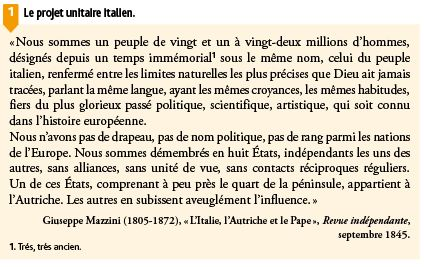 1 Le projet unitaire italien.
« Nous sommes un peuple de vingt et un à vingt-deux millions d'hommes,
désignés depuis un temps immémorial¹ sous le même nom, celui du peuple
italien, renfermé entre les limites naturelles les plus précises que Dieu ait jamais
tracées, parlant la même langue, ayant les mêmes croyances, les mêmes habitudes,
fiers du plus glorieux passé politique, scientifique, artistique, qui soit connu
dans l'histoire européenne.
Nous n'avons pas de drapeau, pas de nom politique, pas de rang parmi les nations
de l'Europe. Nous sommes démembrés en huit États, indépendants les uns des
autres, sans alliances, sans unité de vue, sans contacts réciproques réguliers.
Un de ces États, comprenant à peu près le quart de la péninsule, appartient à
l'Autriche. Les autres en subissent aveuglément l'influence. »
Giuseppe Mazzini (1805-1872), « L'Italie, l'Autriche et le Pape », Revue indépendante,
septembre 1845.
1. Trés, trés ancien.